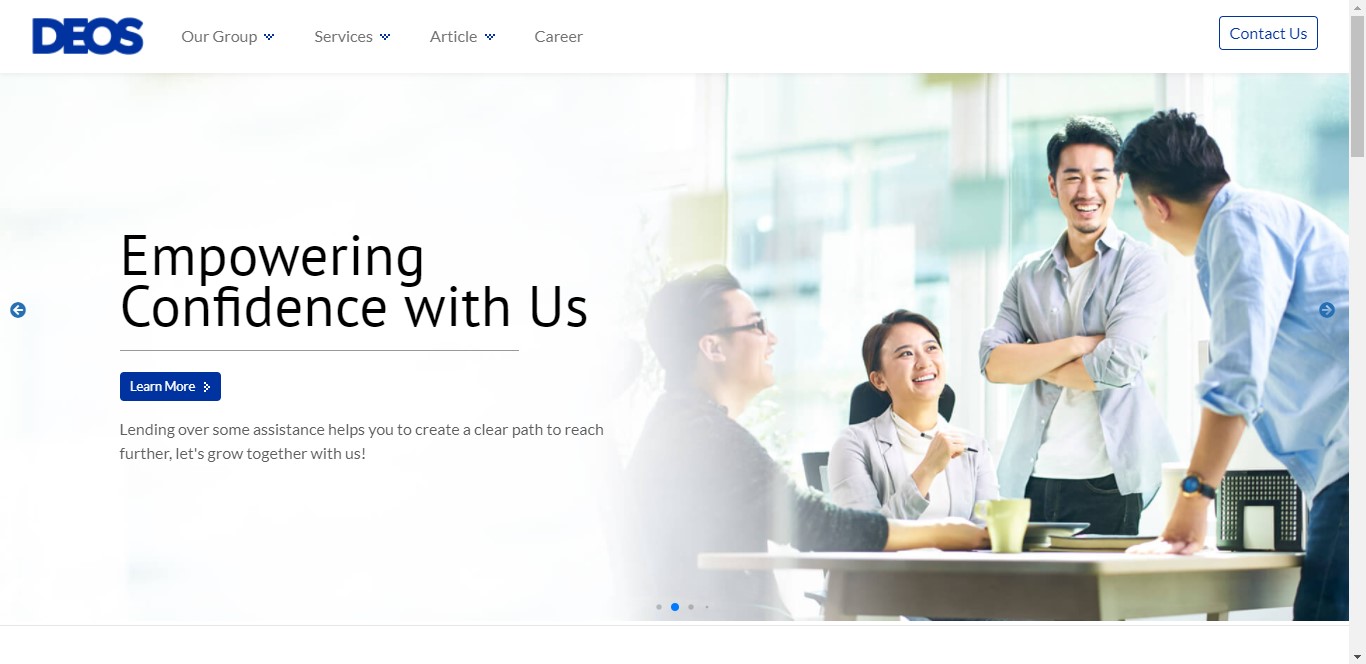 DEOS
Our Group
Services
Article
Career
Contact Us
Empowering
Confidence with Us
Learn More
Lending over some assistance helps you to create a clear path to reach
further, let's grow together with us!